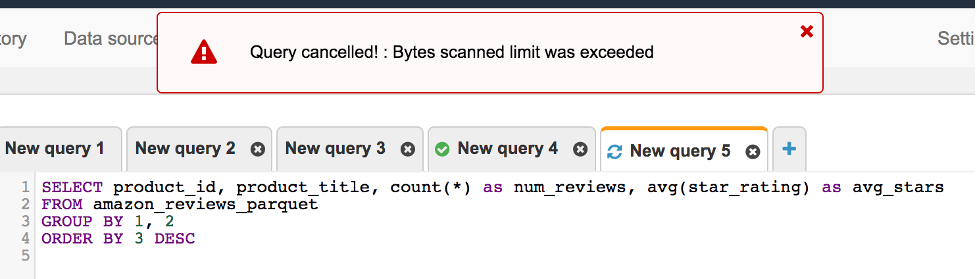 ory Data source Setti
Query cancelled! : Bytes scanned limit was exceeded
New query 1 New query 2 New query 3 New query 4 New query 5 +
1 SELECT product_id, product_title, count(*) as num_reviews, avg(star_rating) as avg_stars
2 FROM amazon_reviews_parquet
3 GROUP BY 1, 2
4 ORDER BY 3 DESC
5